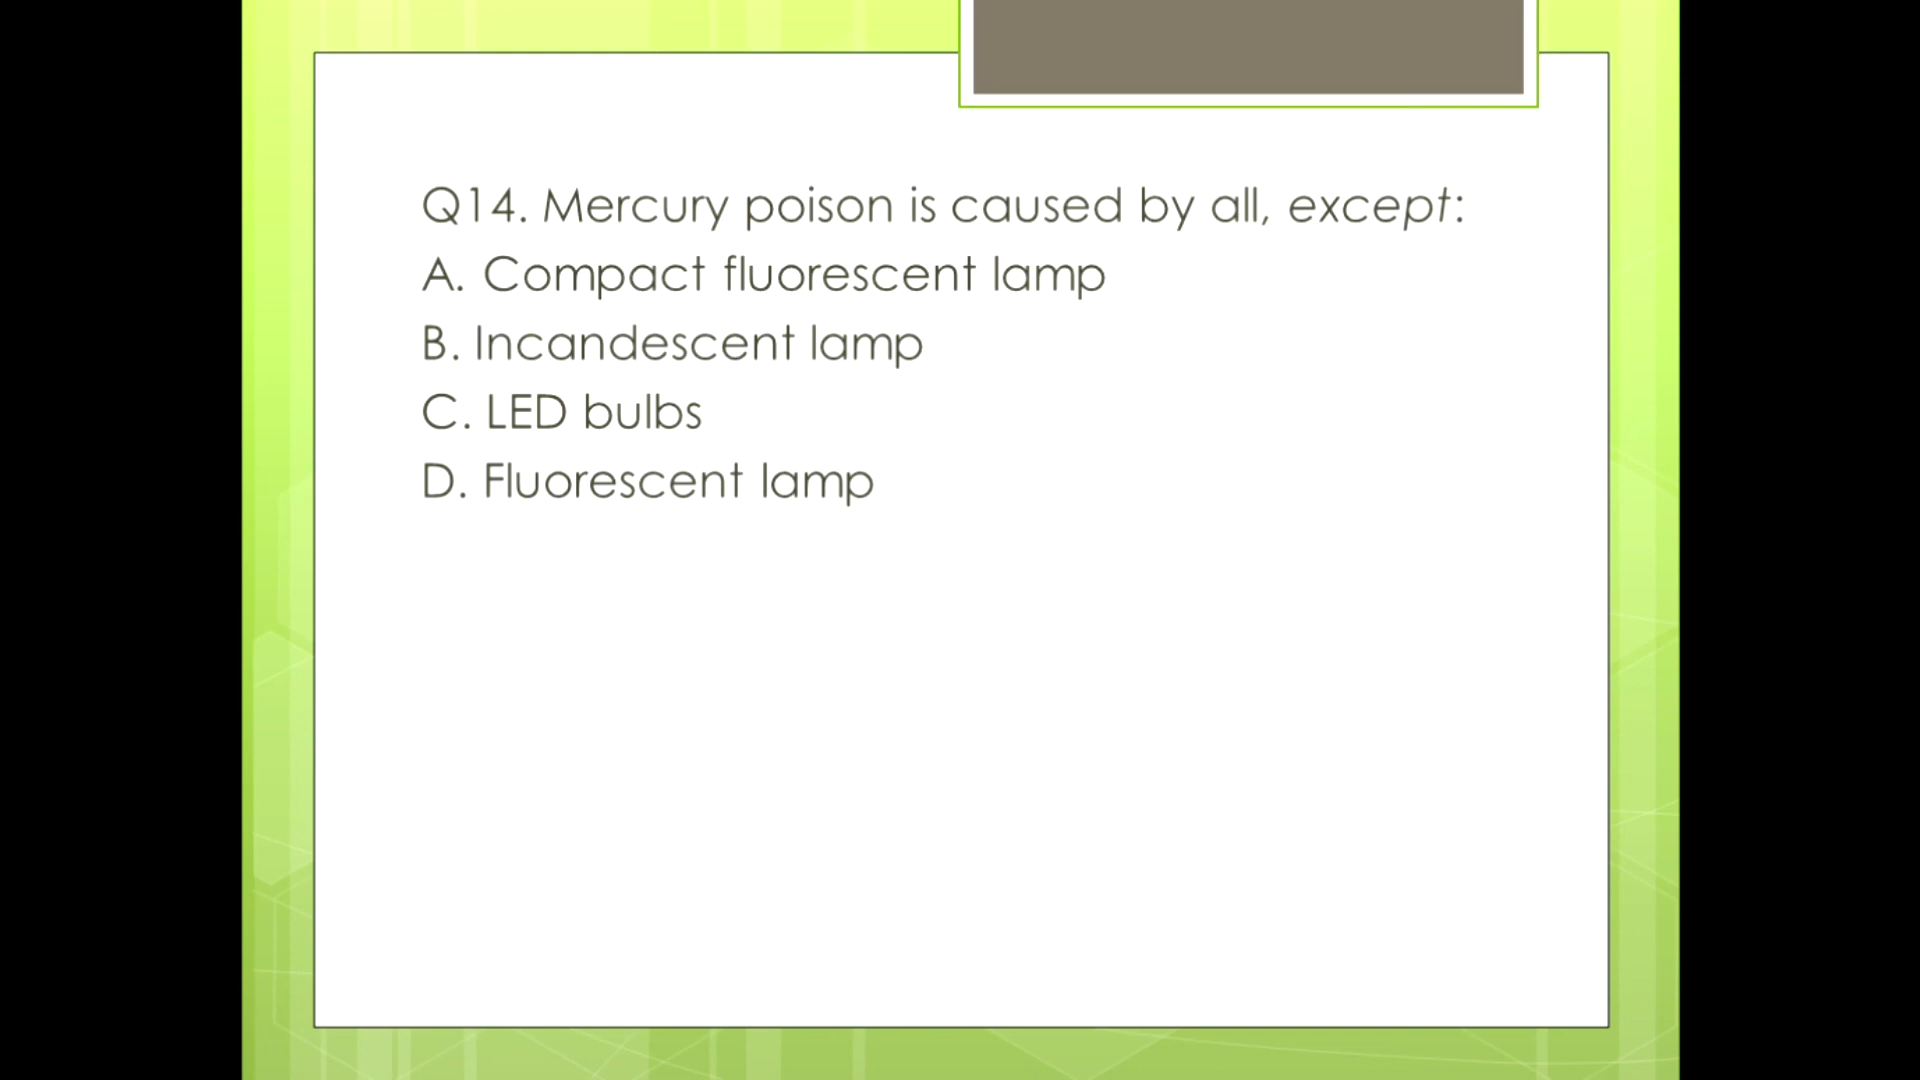 Q14. Mercury poison is caused by all, except:
A. Compact fluorescent lamp
B. Incandescent lamp
C. LED bulbs
D. Fluorescent lamp